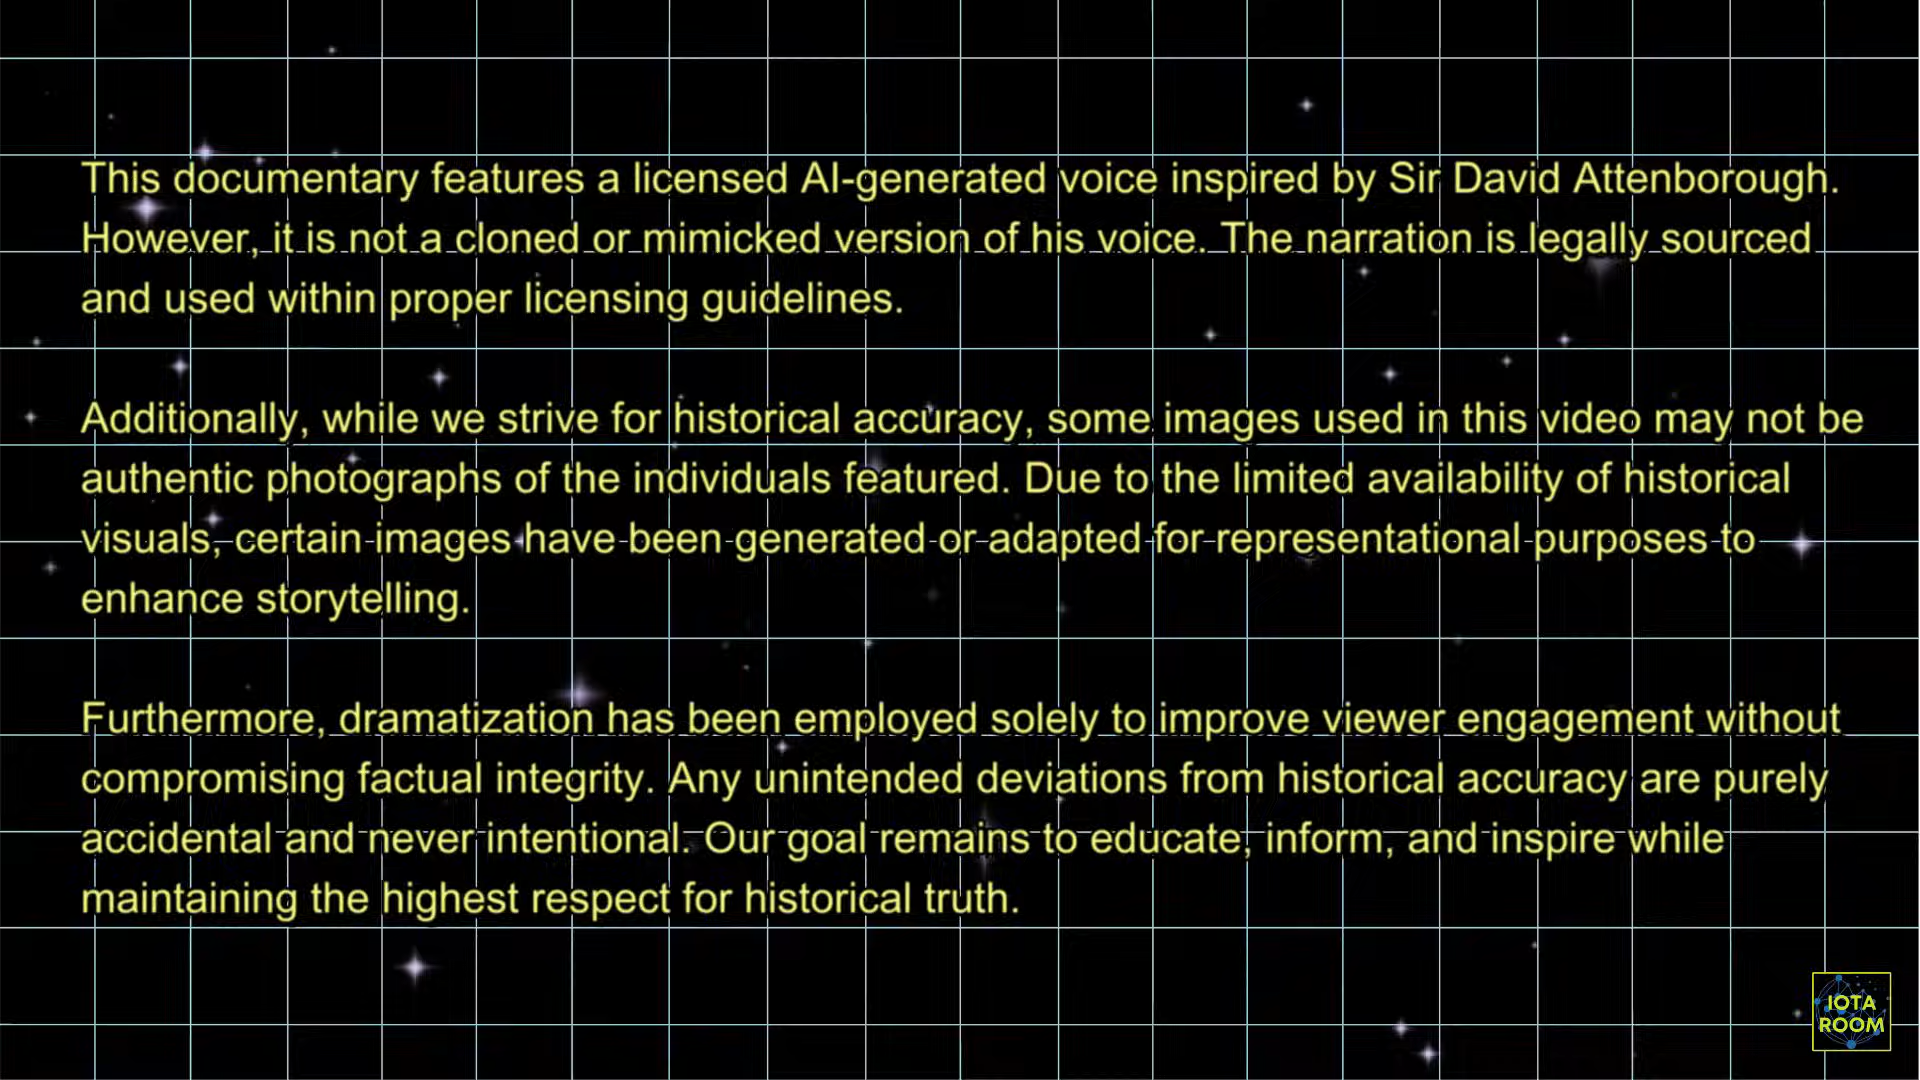 This documentary features a licensed AI-generated voice inspired by Sir David Attenborough.
However, it is not a cloned or mimicked version of his voice. The narration is legally sourced
and used within proper licensing guidelines.
Additionally, while we strive for historical accuracy, some images used in this video may not be
authentic photographs of the individuals featured. Due to the limited availability of historical
visuals, certain images have been generated or adapted for representational purposes to
enhance storytelling.
Furthermore, dramatization has been employed solely to improve viewer engagement without
compromising factual integrity. Any unintended deviations from historical accuracy are purely
accidental and never intentional. Our goal remains to educate, inform, and inspire while
maintaining the highest respect for historical truth.
IOTA
ROOM